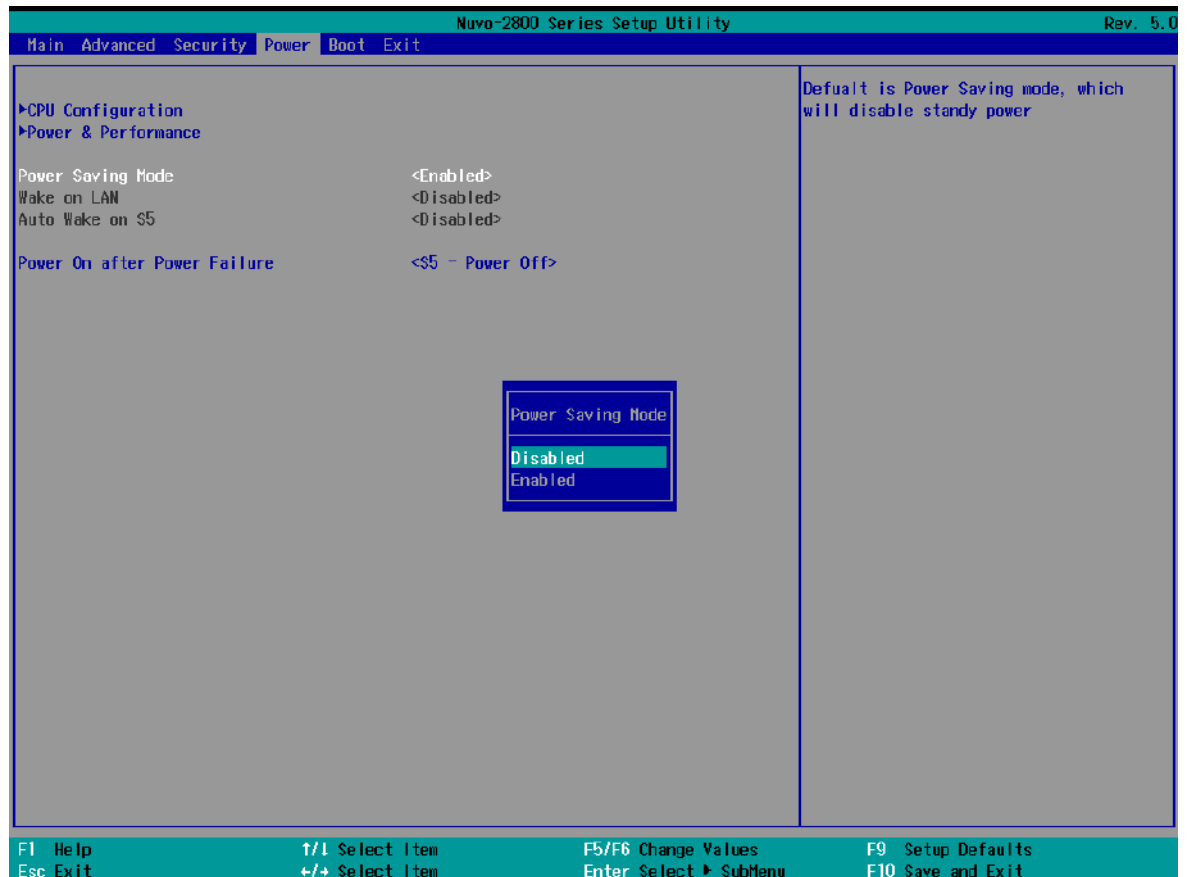 Nuvo-2800 Series Setup Utility Rev. 5.0
Main Advanced Security Power Boot Exit
▶CPU Configuration
▶Power & Performance
Power Saving Mode <Enabled>
Wake on LAN <Disabled>
Auto Wake on S5 <Disabled>
Power On after Power Failure <S5 - Power Off>
Defualt is Power Saving mode, which
will disable standy power
Power Saving Mode
Disabled
Enabled
F1 Help ↑/↓ Select Item F5/F6 Change Values F9 Setup Defaults
Esc Exit ←/→ Select Item Enter Select ▶ SubMenu F10 Save and Exit